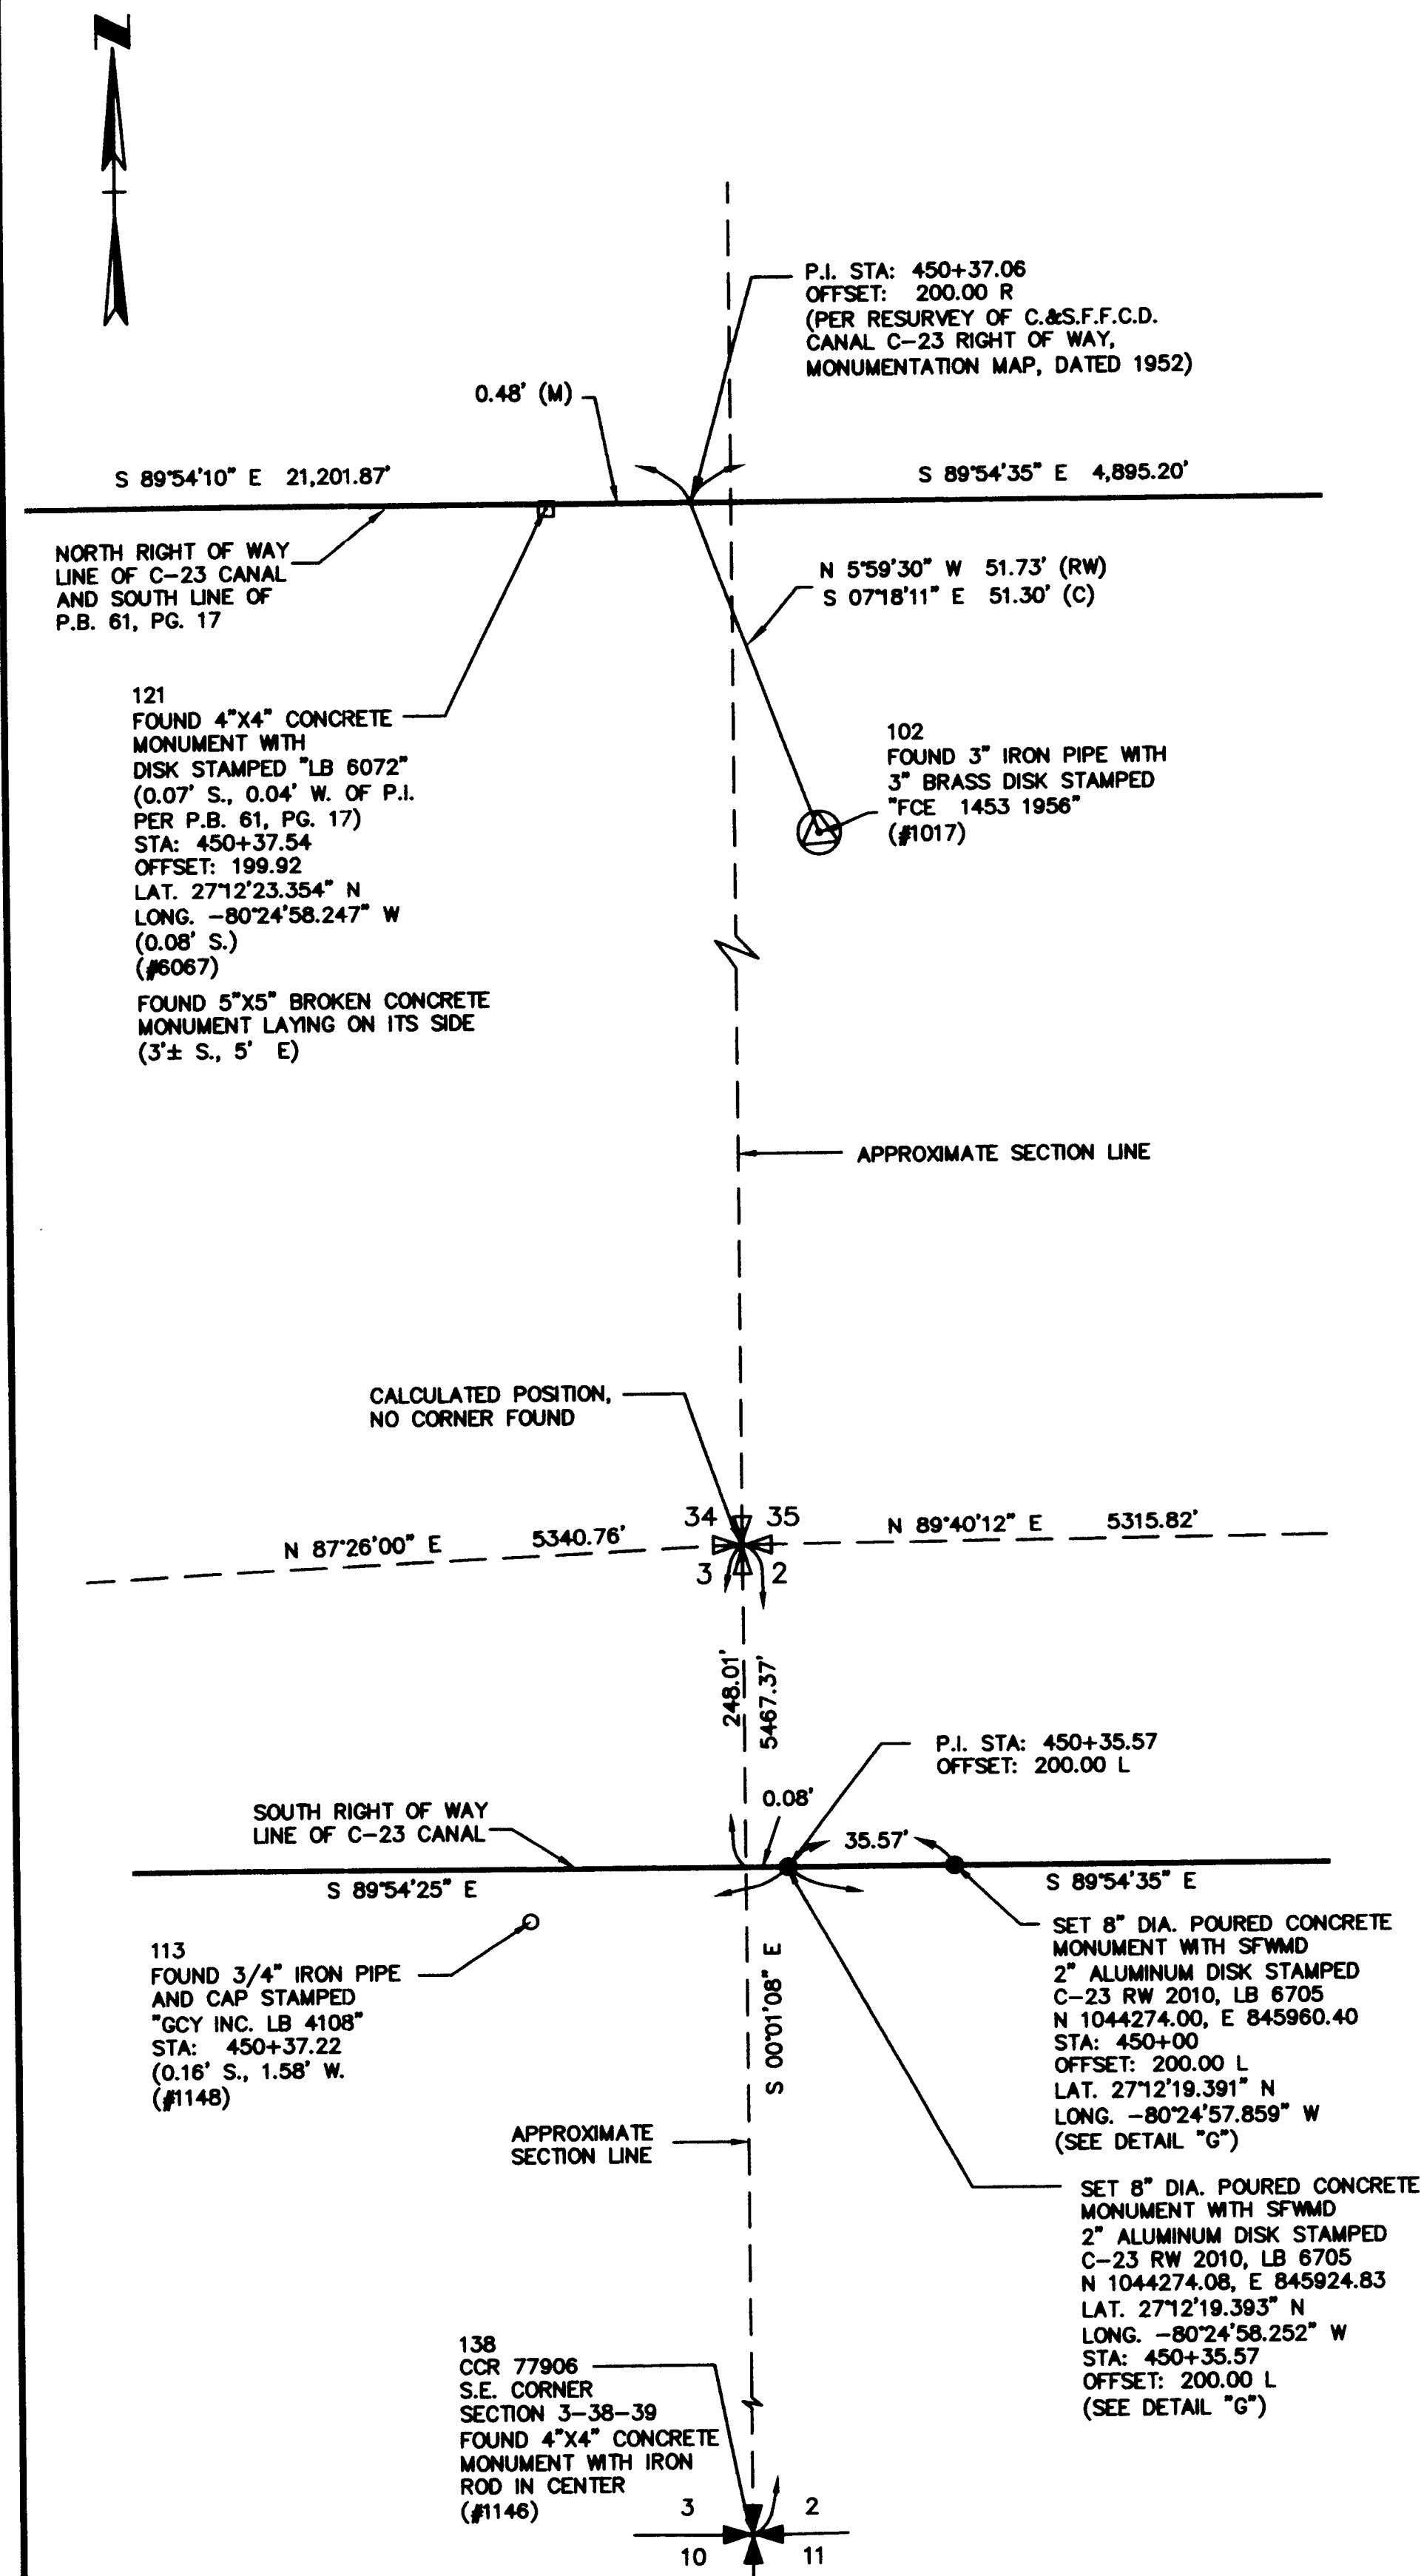 N
P.I. STA: 450+37.06
OFFSET: 200.00 R
(PER RESURVEY OF C.&S.F.F.C.D.
CANAL C-23 RIGHT OF WAY,
MONUMENTATION MAP, DATED 1952)
0.48' (M)
S 89°54'10" E 21,201.87'
S 89°54'35" E 4,895.20'
NORTH RIGHT OF WAY
LINE OF C-23 CANAL
AND SOUTH LINE OF
P.B. 61, PG. 17
N 5°59'30" W 51.73' (RW)
S 07°18'11" E 51.30' (C)
121
FOUND 4"X4" CONCRETE
MONUMENT WITH
DISK STAMPED "LB 6072"
(0.07' S., 0.04' W. OF P.I.
PER P.B. 61, PG. 17)
STA: 450+37.54
OFFSET: 199.92
LAT. 27°12'23.354" N
LONG. -80°24'58.247" W
(0.08' S.)
(#6067)
FOUND 5"X5" BROKEN CONCRETE
MONUMENT LAYING ON ITS SIDE
(3'± S., 5' E)
102
FOUND 3" IRON PIPE WITH
3" BRASS DISK STAMPED
"FCE 1453 1956"
(#1017)
APPROXIMATE SECTION LINE
CALCULATED POSITION,
NO CORNER FOUND
34 35
N 87°26'00" E 5340.76'
N 89°40'12" E 5315.82'
3 2
248.01'
5467.37'
P.I. STA: 450+35.57
OFFSET: 200.00 L
0.08'
35.57'
SOUTH RIGHT OF WAY
LINE OF C-23 CANAL
S 89°54'25" E
S 89°54'35" E
113
FOUND 3/4" IRON PIPE
AND CAP STAMPED
"GCY INC. LB 4108"
STA: 450+37.22
(0.16' S., 1.58' W.
(#1148)
S 00°01'08" E
SET 8" DIA. POURED CONCRETE
MONUMENT WITH SFWMD
2" ALUMINUM DISK STAMPED
C-23 RW 2010, LB 6705
N 1044274.00, E 845960.40
STA: 450+00
OFFSET: 200.00 L
LAT. 27°12'19.391" N
LONG. -80°24'57.859" W
(SEE DETAIL "G")
APPROXIMATE
SECTION LINE
SET 8" DIA. POURED CONCRETE
MONUMENT WITH SFWMD
2" ALUMINUM DISK STAMPED
C-23 RW 2010, LB 6705
N 1044274.08, E 845924.83
LAT. 27°12'19.393" N
LONG. -80°24'58.252" W
STA: 450+35.57
OFFSET: 200.00 L
(SEE DETAIL "G")
138
CCR 77906
S.E. CORNER
SECTION 3-38-39
FOUND 4"X4" CONCRETE
MONUMENT WITH IRON
ROD IN CENTER
(#1146)
3 2
10 11